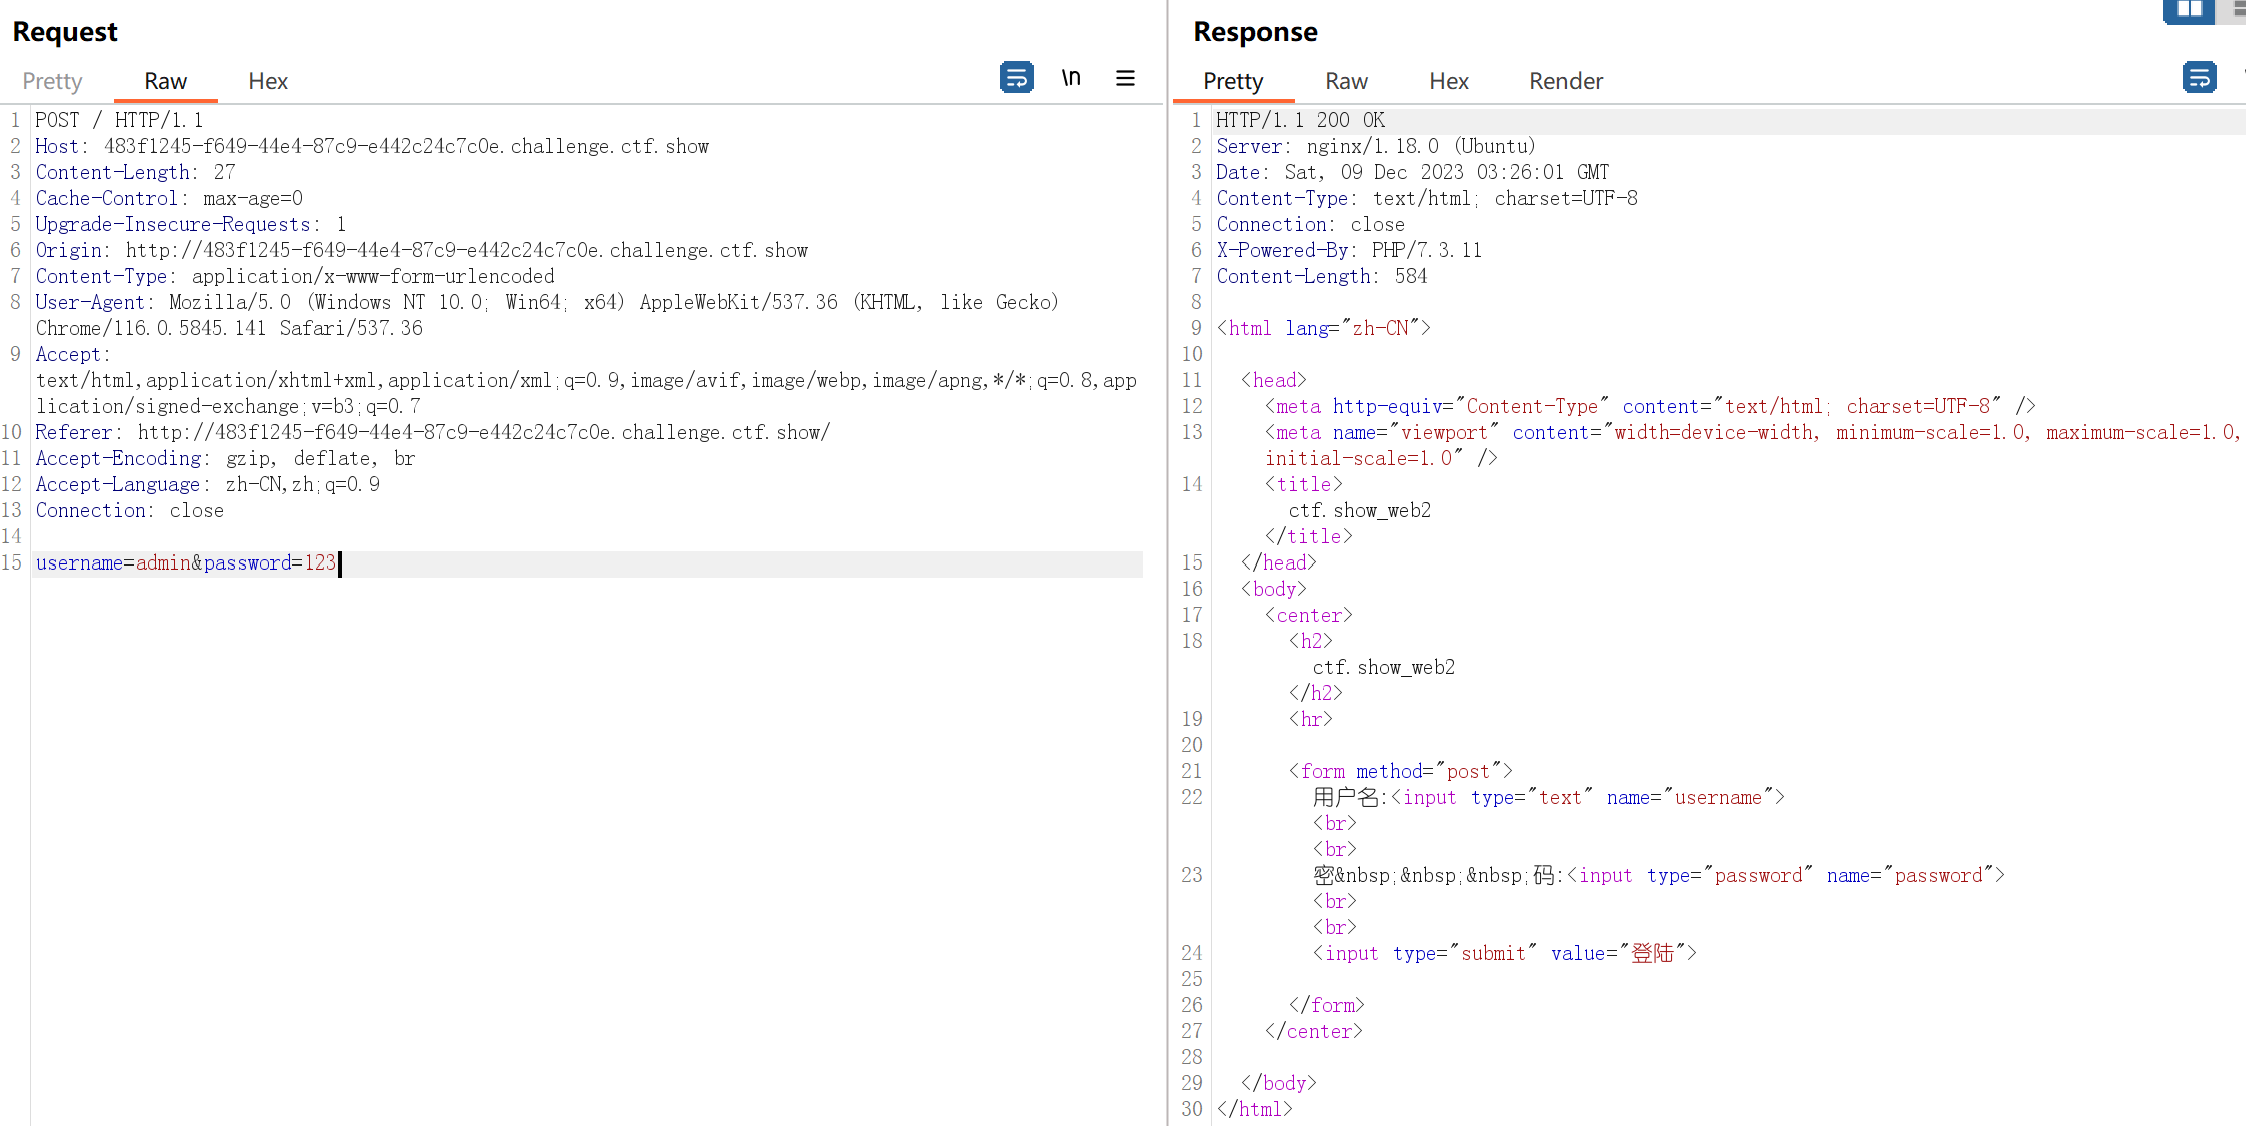 Request
Pretty Raw Hex \n
1 POST / HTTP/1.1
2 Host: 483f1245-f649-44e4-87c9-e442c24c7c0e.challenge.ctf.show
3 Content-Length: 27
4 Cache-Control: max-age=0
5 Upgrade-Insecure-Requests: 1
6 Origin: http://483f1245-f649-44e4-87c9-e442c24c7c0e.challenge.ctf.show
7 Content-Type: application/x-www-form-urlencoded
8 User-Agent: Mozilla/5.0 (Windows NT 10.0; Win64; x64) AppleWebKit/537.36 (KHTML, like Gecko)
Chrome/116.0.5845.141 Safari/537.36
9 Accept:
text/html,application/xhtml+xml,application/xml;q=0.9,image/avif,image/webp,image/apng,*/*;q=0.8,app
lication/signed-exchange;v=b3;q=0.7
10 Referer: http://483f1245-f649-44e4-87c9-e442c24c7c0e.challenge.ctf.show/
11 Accept-Encoding: gzip, deflate, br
12 Accept-Language: zh-CN,zh;q=0.9
13 Connection: close
14
15 username=admin&password=123
Response
Pretty Raw Hex Render
1 HTTP/1.1 200 OK
2 Server: nginx/1.18.0 (Ubuntu)
3 Date: Sat, 09 Dec 2023 03:26:01 GMT
4 Content-Type: text/html; charset=UTF-8
5 Connection: close
6 X-Powered-By: PHP/7.3.11
7 Content-Length: 584
8
9 <html lang="zh-CN">
10
11 <head>
12 <meta http-equiv="Content-Type" content="text/html; charset=UTF-8" />
13 <meta name="viewport" content="width=device-width, minimum-scale=1.0, maximum-scale=1.0,
initial-scale=1.0" />
14 <title>
ctf.show_web2
</title>
15 </head>
16 <body>
17 <center>
18 <h2>
ctf.show_web2
</h2>
19 <hr>
20
21 <form method="post">
22 用户名:<input type="text" name="username">
<br>
<br>
23 密&nbsp;&nbsp;&nbsp;码:<input type="password" name="password">
<br>
<br>
24 <input type="submit" value="登陆">
25
26 </form>
27 </center>
28
29 </body>
30 </html>